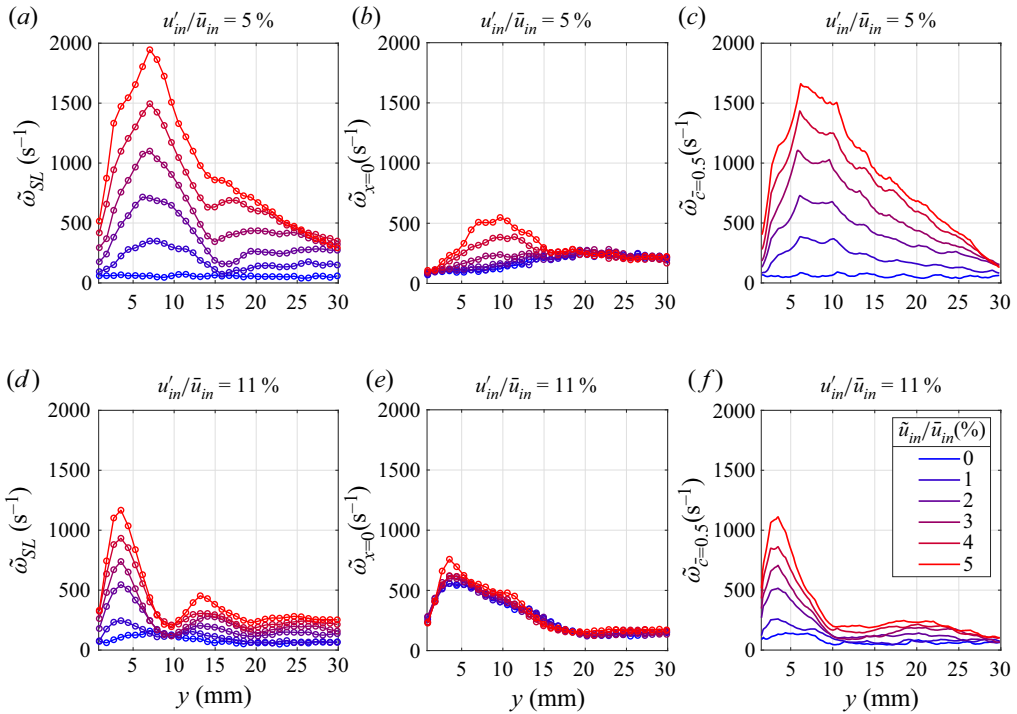 (a) u′in/ūin = 5 %
(b) u′in/ūin = 5 %
(c) u′in/ūin = 5 %
ω̃SL (s−1)
2000
1500
1000
500
0
5 10 15 20 25 30
ω̃x=0(s−1)
2000
1500
1000
500
0
5 10 15 20 25 30
ω̃c̄=0.5(s−1)
2000
1500
1000
500
0
5 10 15 20 25 30
(d) u′in/ūin = 11 %
(e) u′in/ūin = 11 %
(f) u′in/ūin = 11 %
ω̃SL (s−1)
2000
1500
1000
500
0
5 10 15 20 25 30
y (mm)
ω̃x=0(s−1)
2000
1500
1000
500
0
5 10 15 20 25 30
y (mm)
ω̃c̄=0.5(s−1)
2000
1500
1000
500
0
5 10 15 20 25 30
y (mm)
ũin/ūin(%)
0
1
2
3
4
5